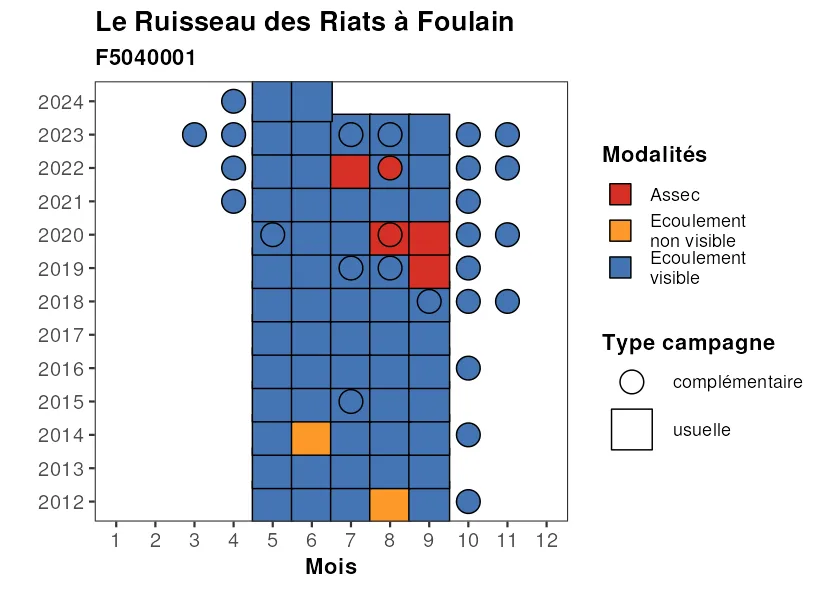 Le Ruisseau des Riats à Foulain
F5040001
2024
2023
2022
2021
2020
2019
2018
2017
2016
2015
2014
2013
2012
1 2 3 4 5 6 7 8 9 10 11 12
Mois
Modalités
Assec
Ecoulement
non visible
Ecoulement
visible
Type campagne
complémentaire
usuelle